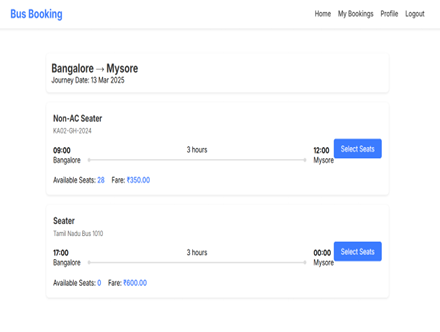 Bus Booking
Home My Bookings Profile Logout
Bangalore → Mysore
Journey Date: 13 Mar 2025
Non-AC Seater
KA02-GH-2024
09:00 3 hours 12:00
Bangalore Mysore
Select Seats
Available Seats: 28 Fare: ₹350.00
Seater
Tamil Nadu Bus 1010
17:00 3 hours 00:00
Bangalore Mysore
Select Seats
Available Seats: 0 Fare: ₹600.00